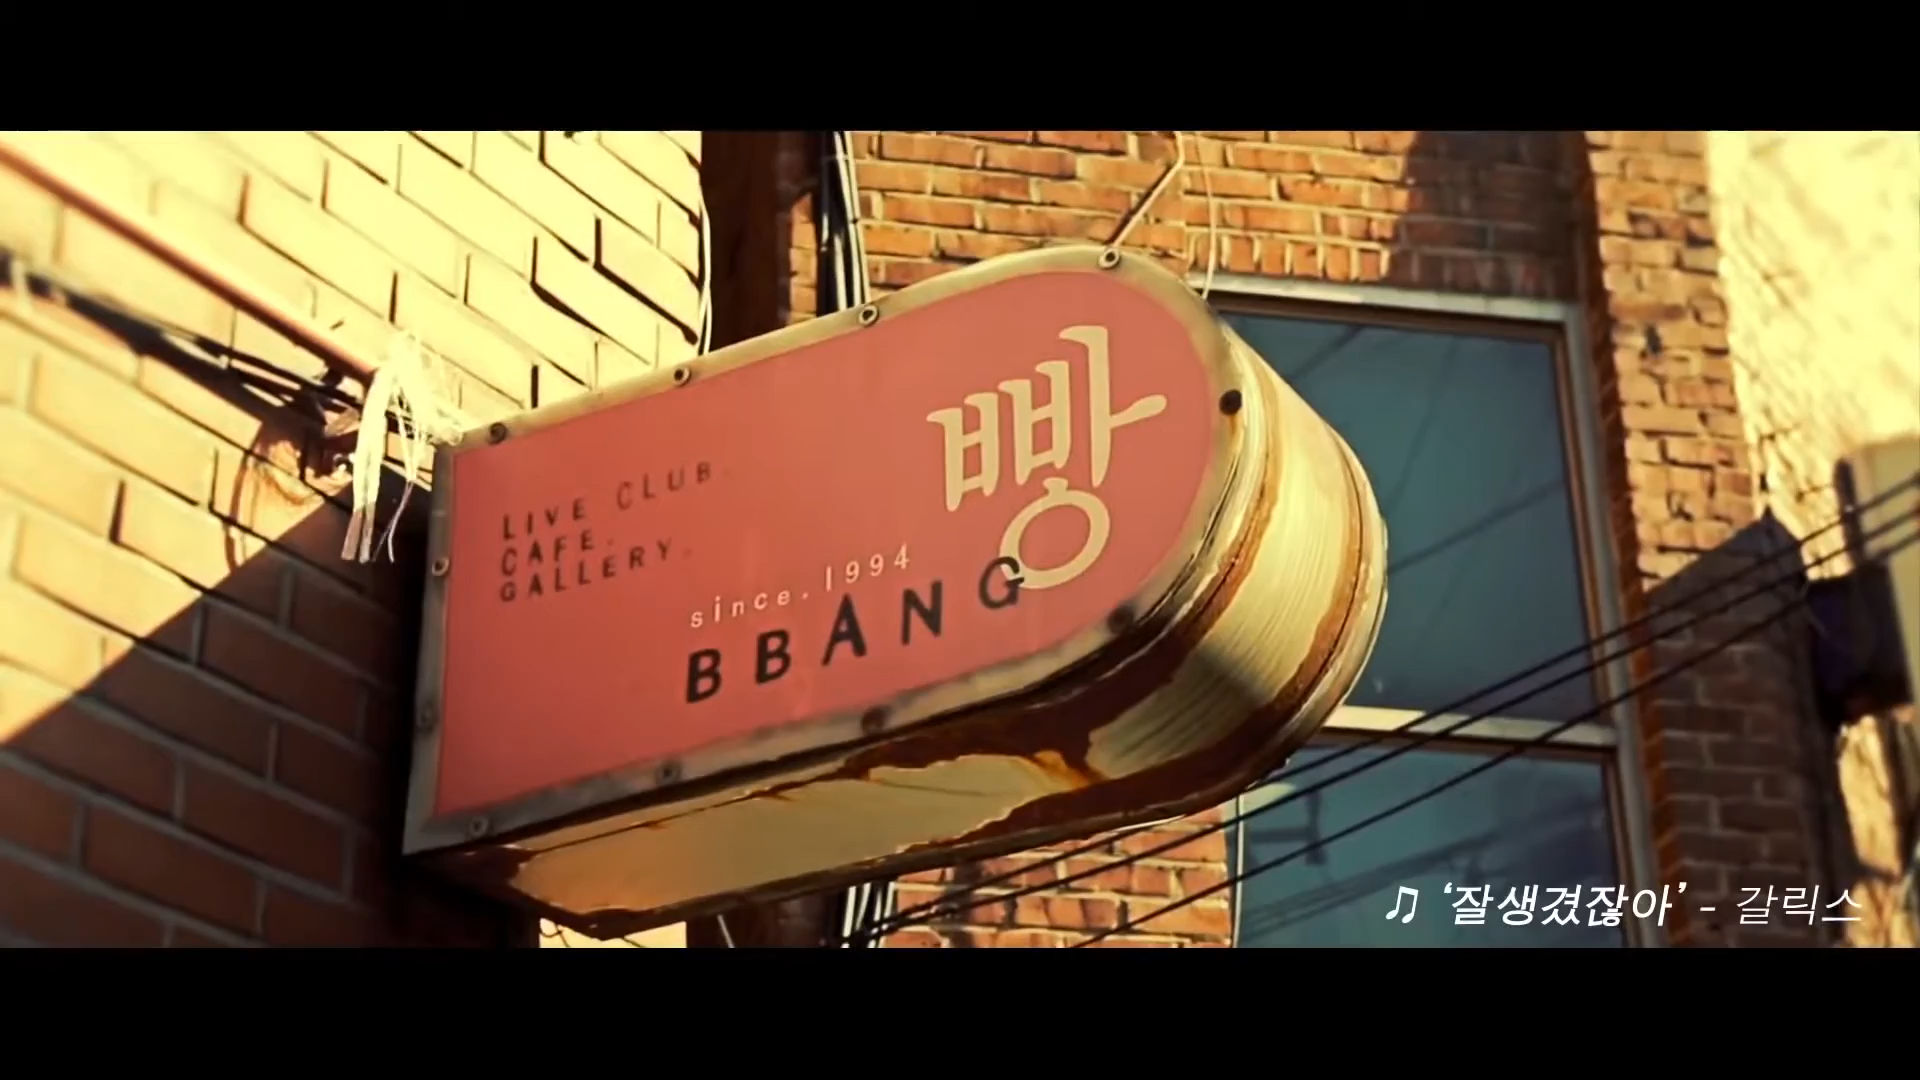 빵
LIVE CLUB.
CAFE.
GALLERY.
since.1994
BBANG
♫ ‘잘생겼잖아’ - 갈릭스